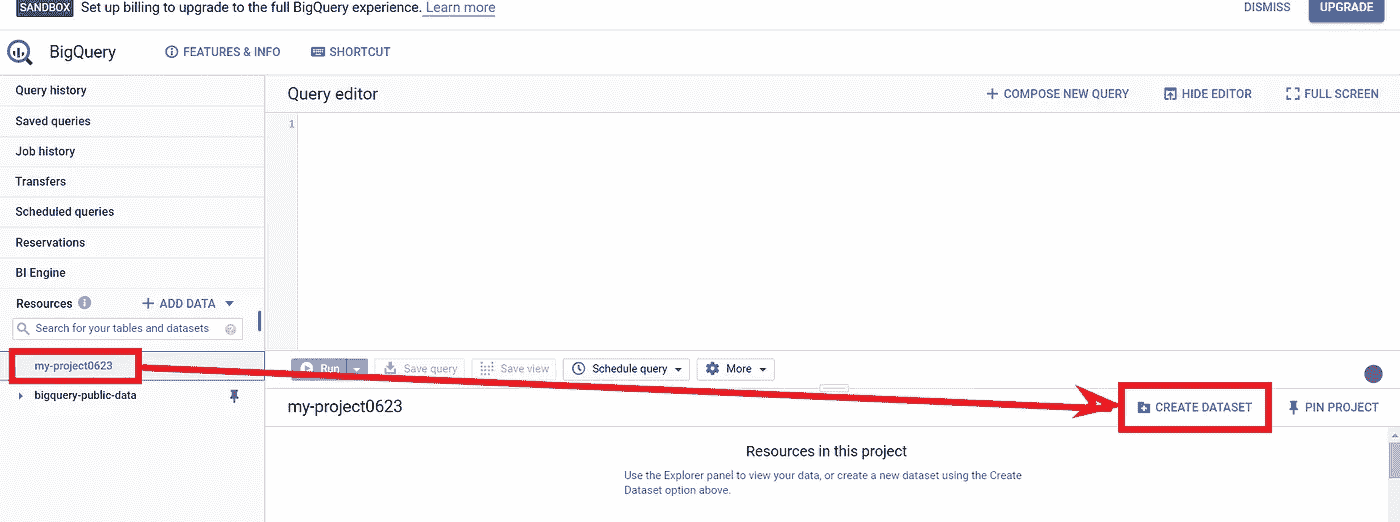 SANDBOX Set up billing to upgrade to the full BigQuery experience. Learn more DISMISS UPGRADE
BigQuery FEATURES & INFO SHORTCUT
Query history
Saved queries
Job history
Transfers
Scheduled queries
Reservations
BI Engine
Resources ADD DATA
Search for your tables and datasets
my-project0623
bigquery-public-data
Query editor COMPOSE NEW QUERY HIDE EDITOR FULL SCREEN
1
Run Save query Save view Schedule query More
my-project0623 CREATE DATASET PIN PROJECT
Resources in this project
Use the Explorer panel to view your data, or create a new dataset using the Create
Dataset option above.